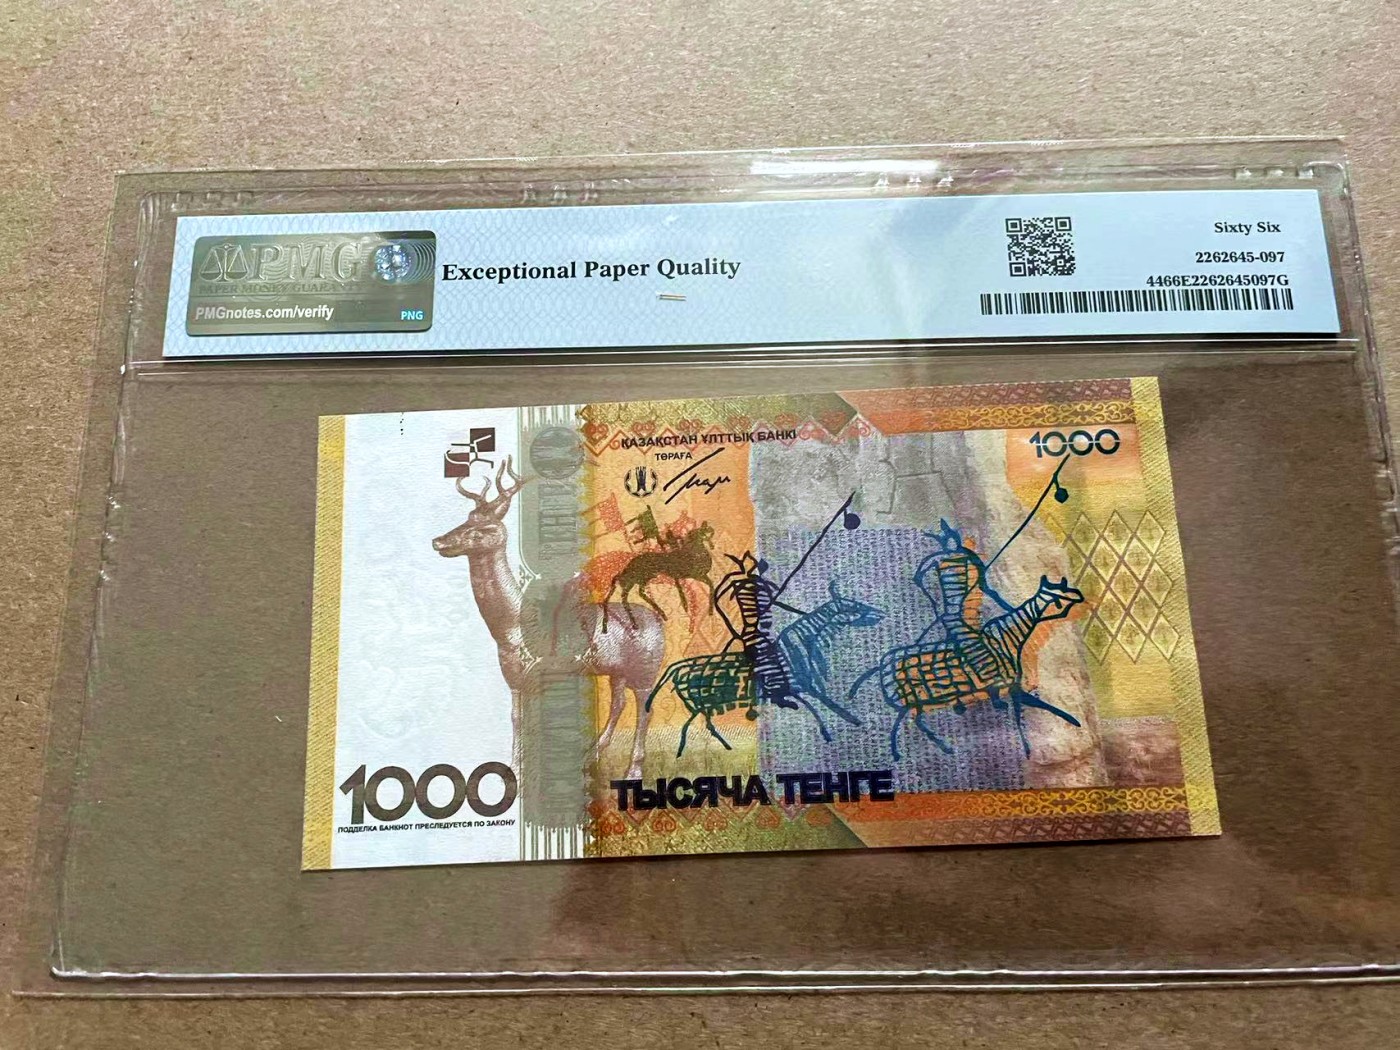 PMG
PAPER MONEY GUARANTY
PMGnotes.com/verify
PNG
Exceptional Paper Quality
Sixty Six
2262645-097
4466E2262645097G
ҚАЗАҚСТАН ҰЛТТЫҚ БАНКІ
ТӨРАҒА
1000
1000
ПОДДЕЛКА БАНКНОТ ПРЕСЛЕДУЕТСЯ ПО ЗАКОНУ
ТЫСЯЧА ТЕНГЕ